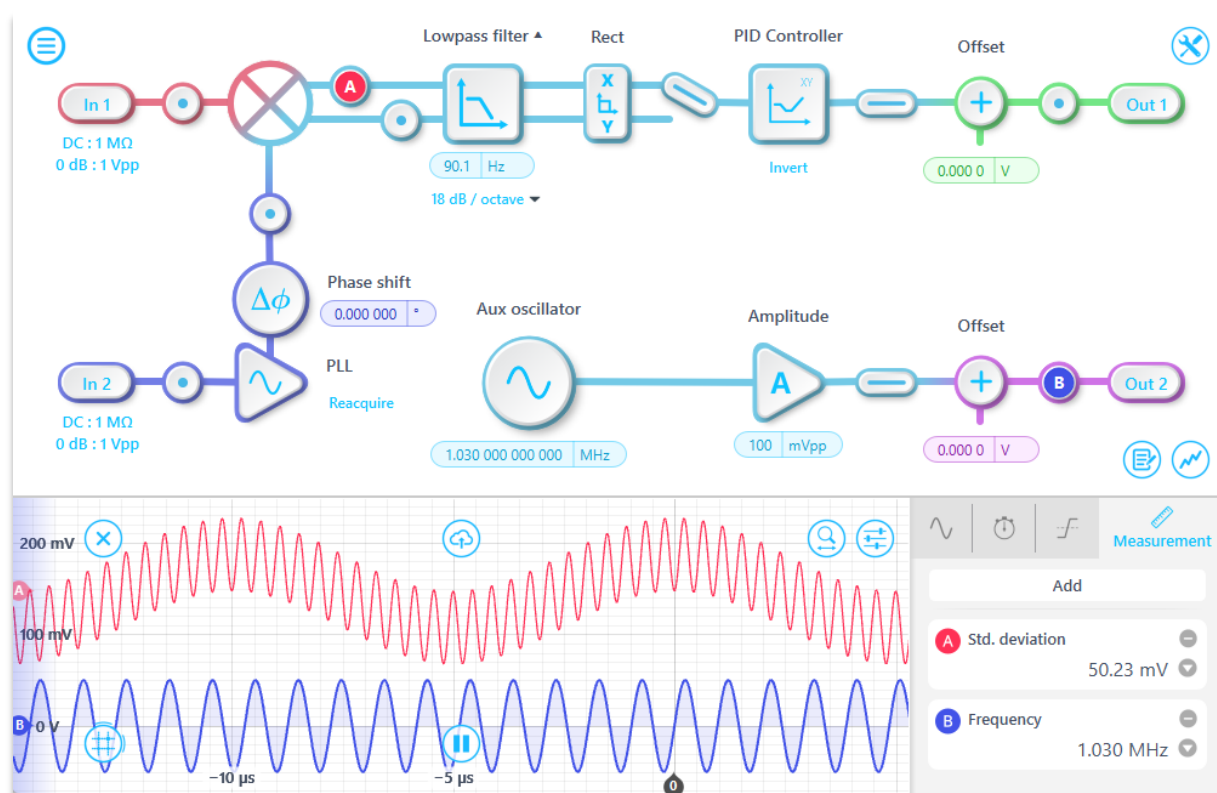 Lowpass filter ▲
Rect
PID Controller
Offset
In 1
A
X
Y
XY
+
Out 1
DC : 1 MΩ
0 dB : 1 Vpp
90.1 Hz
Invert
0.000 0 V
18 dB / octave ▼
Δϕ
Phase shift
0.000 000 °
Aux oscillator
Amplitude
Offset
In 2
PLL
Reacquire
A
+
B
Out 2
DC : 1 MΩ
0 dB : 1 Vpp
1.030 000 000 000 MHz
100 mVpp
0.000 0 V
200 mV
A
100 mV
B
0 V
−10 µs
−5 µs
0
Measurement
Add
A Std. deviation
50.23 mV
B Frequency
1.030 MHz